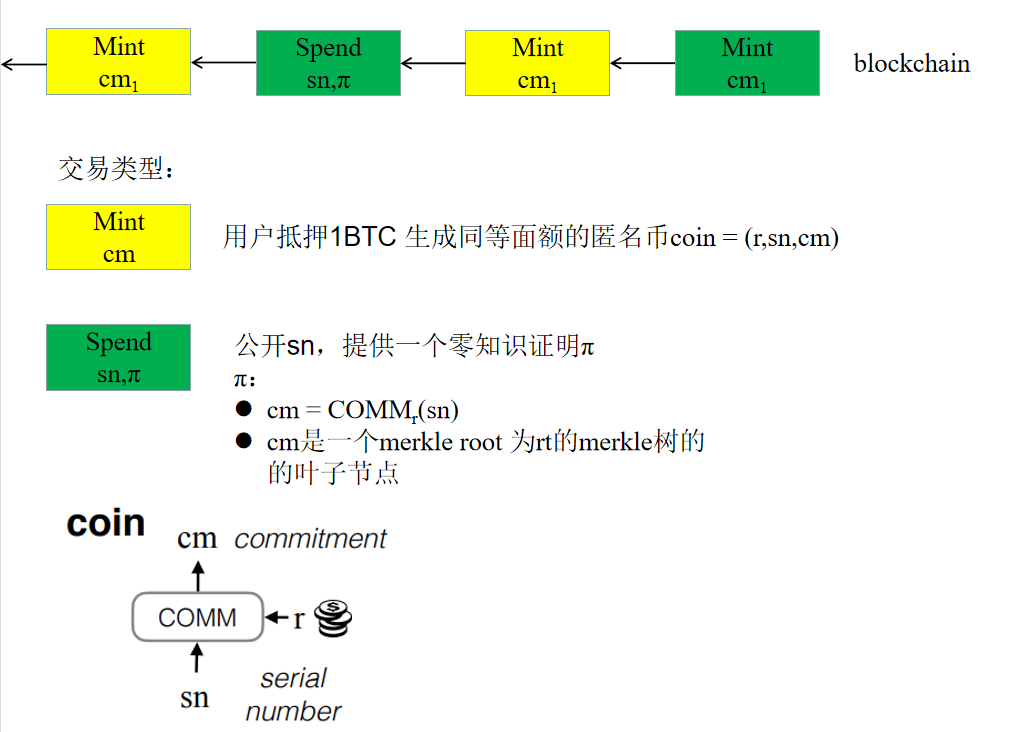 Mint
cm₁
Spend
sn,π
Mint
cm₁
Mint
cm₁
blockchain
交易类型：
Mint
cm
用户抵押1BTC 生成同等面额的匿名币coin = (r,sn,cm)
Spend
sn,π
公开sn，提供一个零知识证明π
π：
● cm = COMMᵣ(sn)
● cm是一个merkle root 为rt的merkle树的
的叶子节点
coin
cm commitment
COMM
r
$
sn
serial
number